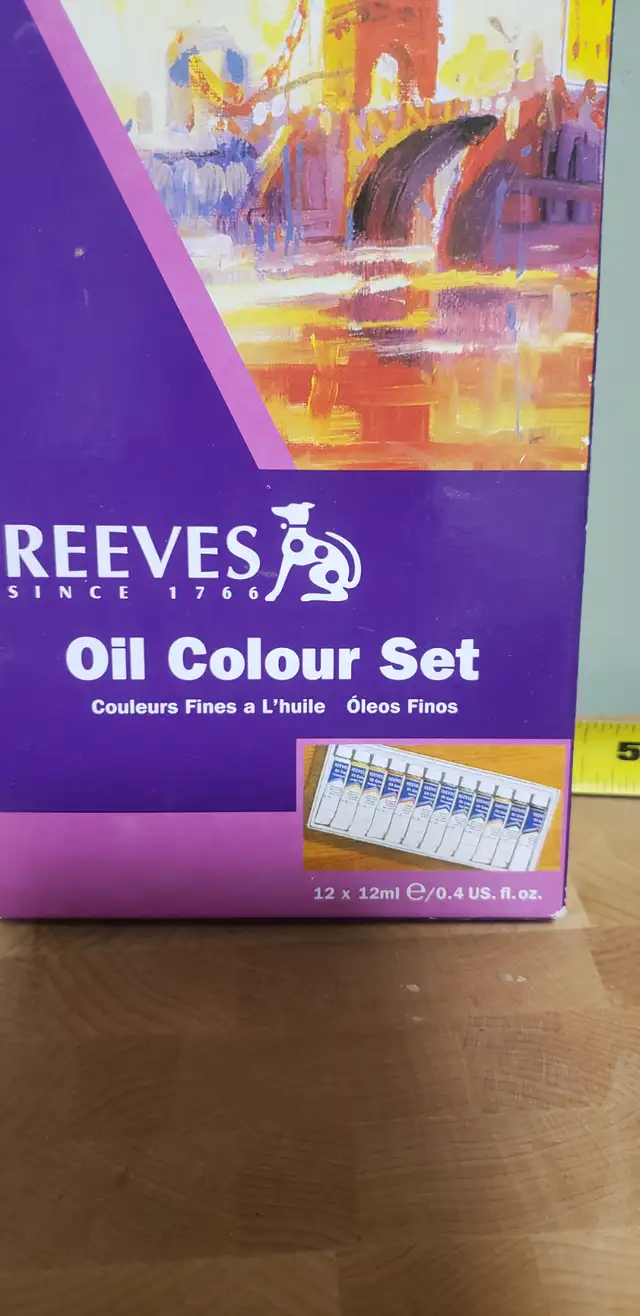 REEVES
SINCE 1766
Oil Colour Set
Couleurs Fines a L'huile Óleos Finos
12 x 12ml ℮/0.4 US. fl. oz.
5